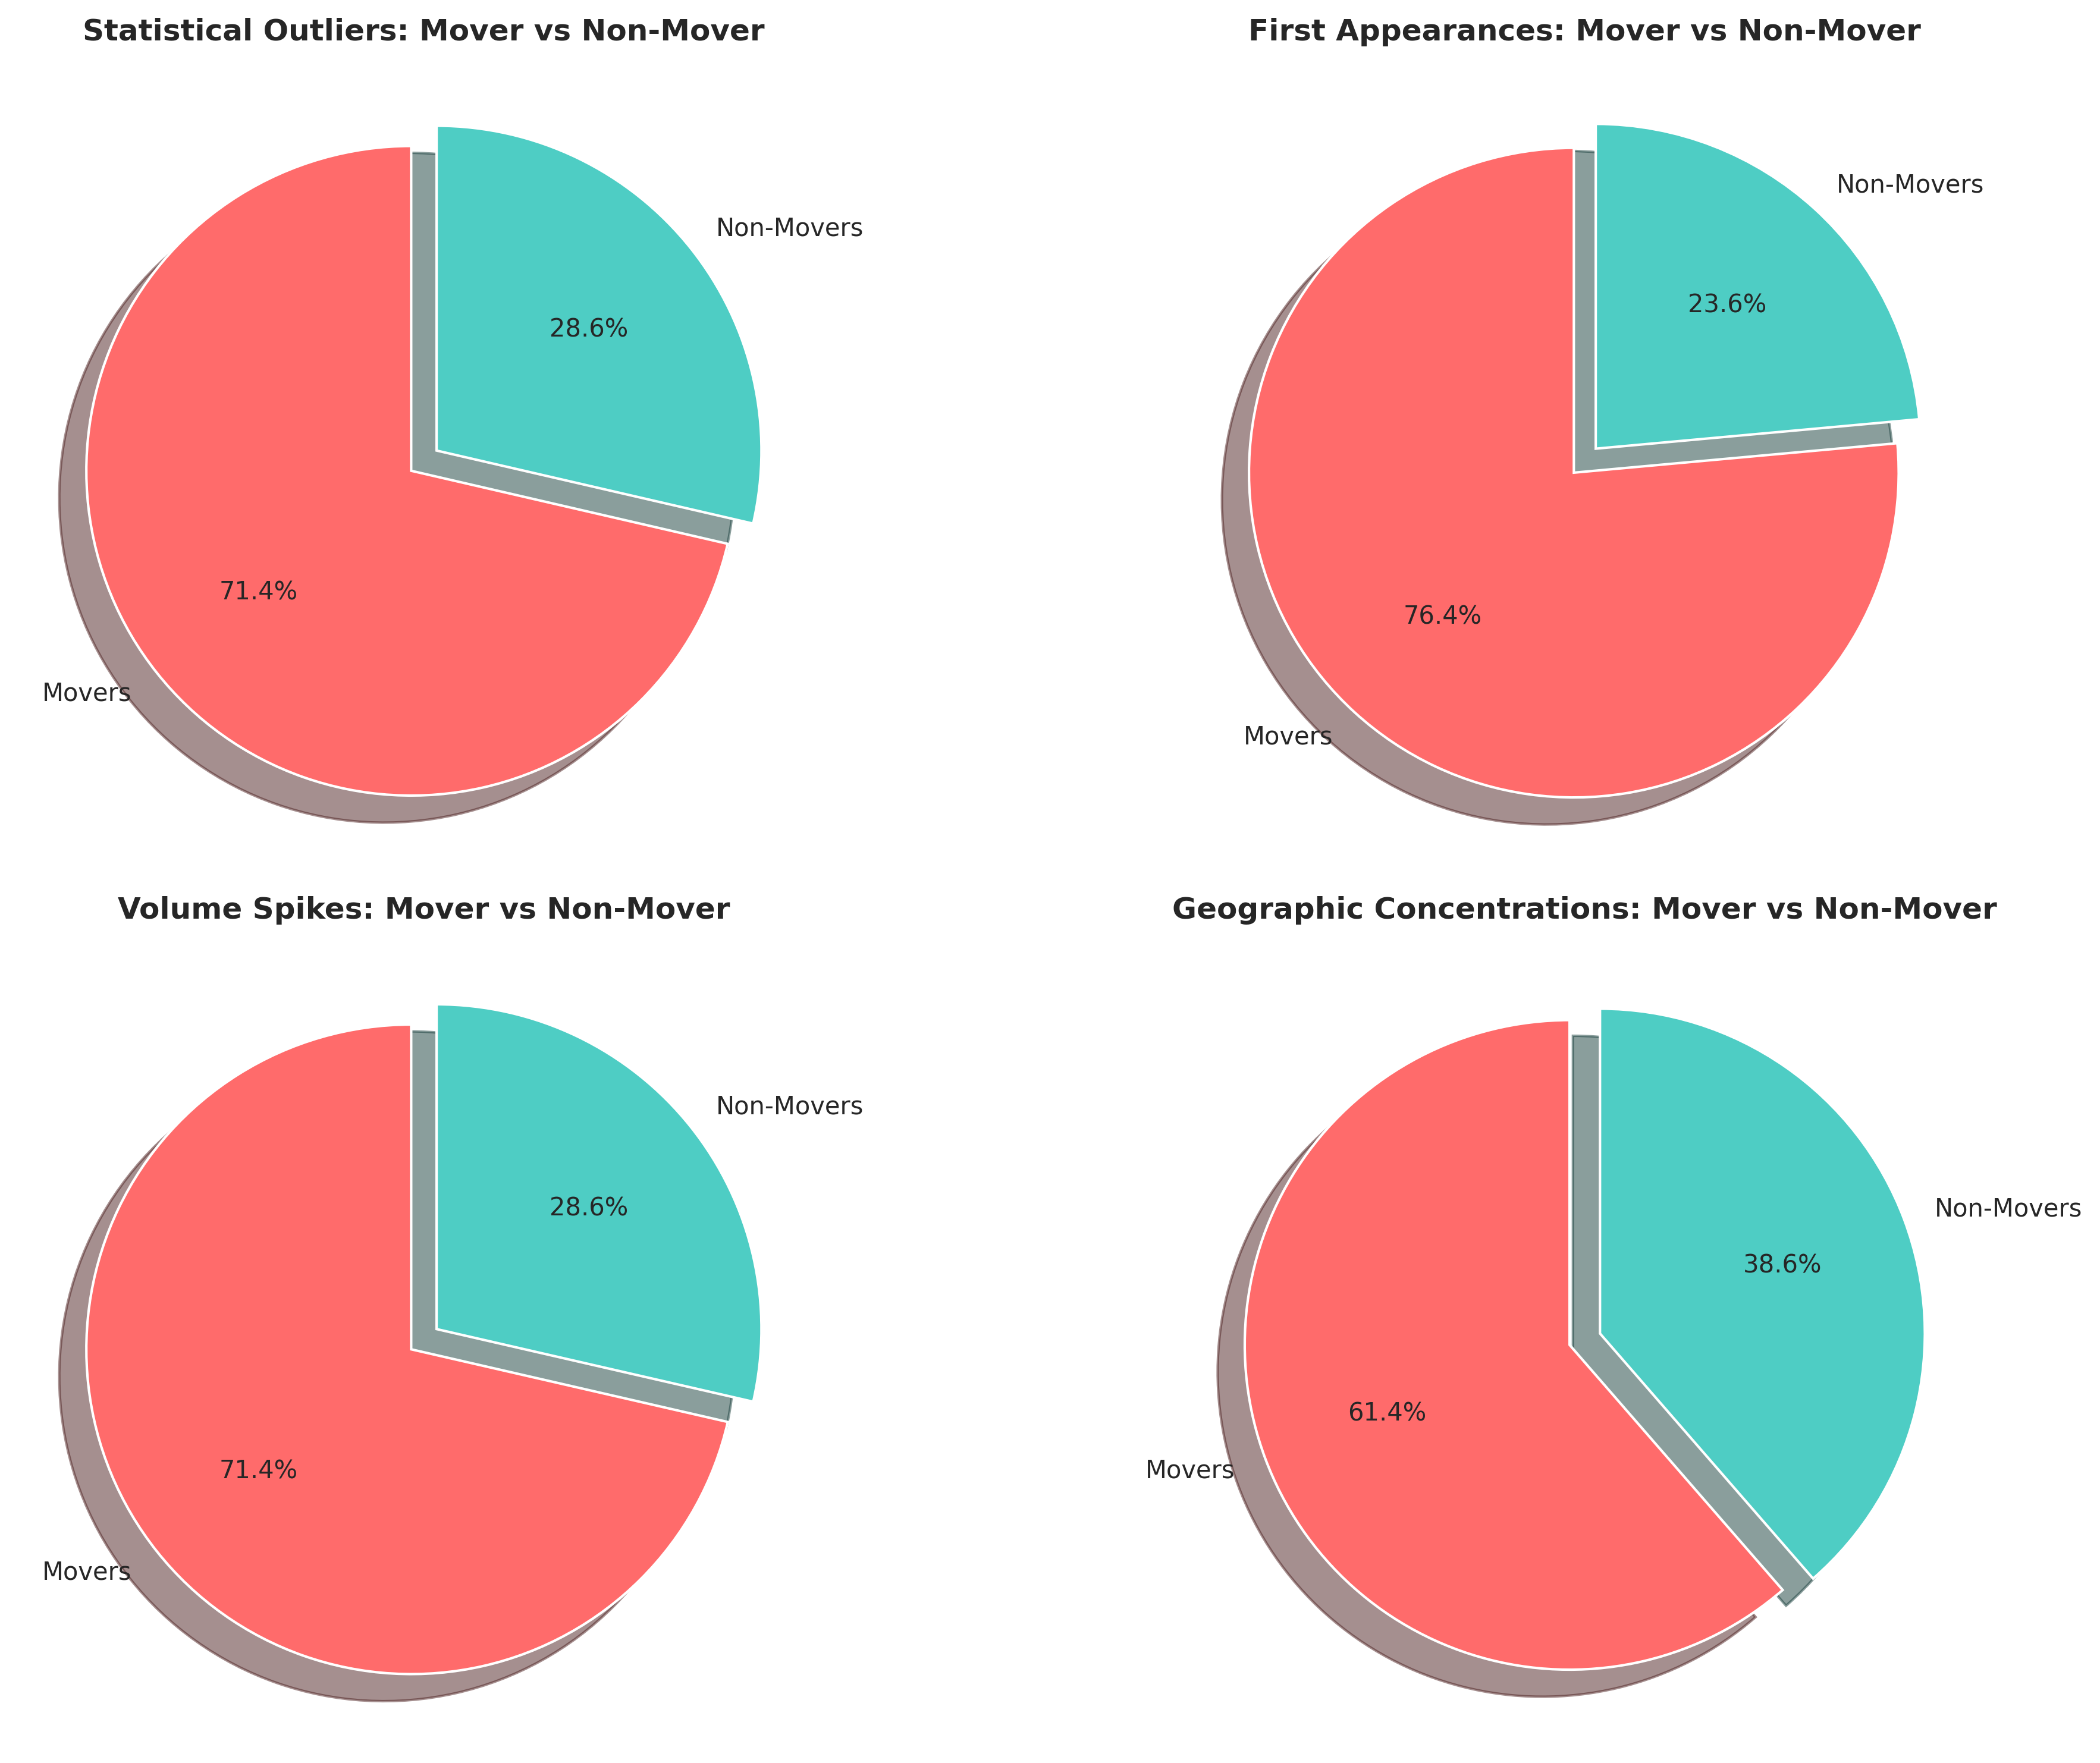 Statistical Outliers: Mover vs Non-Mover
Non-Movers
28.6%
71.4%
Movers
First Appearances: Mover vs Non-Mover
Non-Movers
23.6%
76.4%
Movers
Volume Spikes: Mover vs Non-Mover
Non-Movers
28.6%
71.4%
Movers
Geographic Concentrations: Mover vs Non-Mover
Non-Movers
38.6%
61.4%
Movers